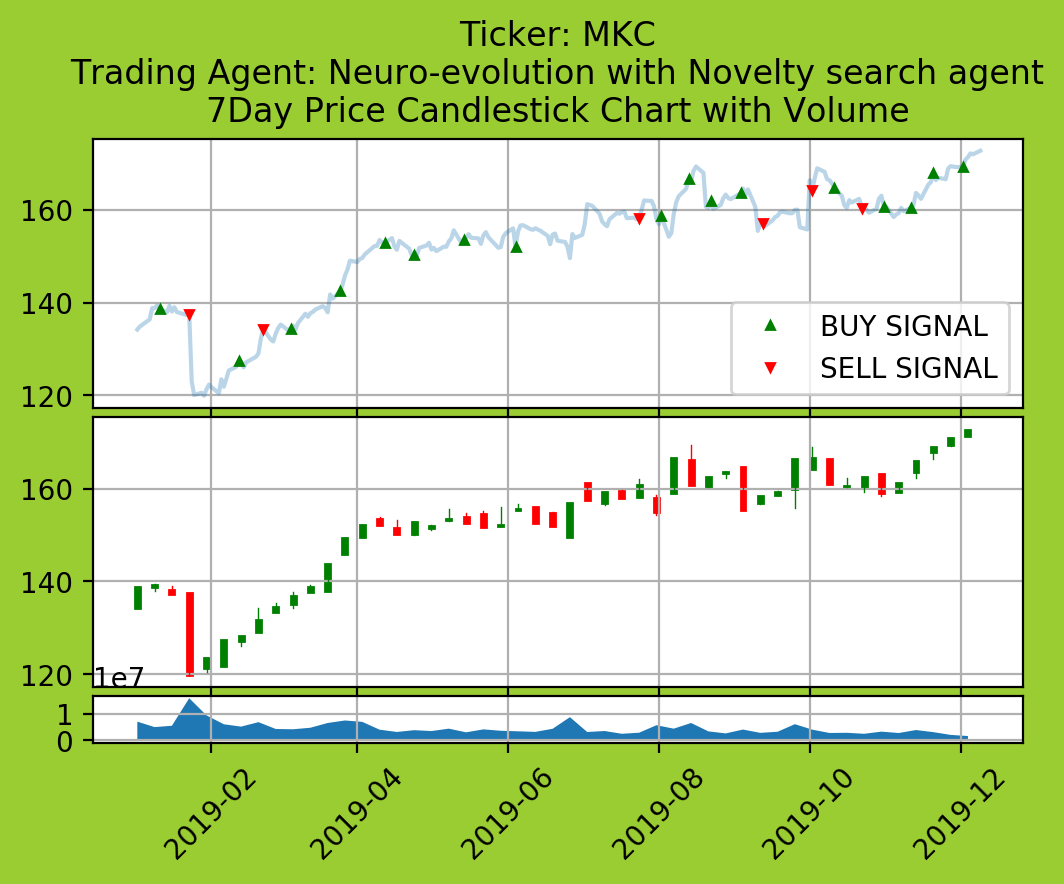 Ticker: MKC
Trading Agent: Neuro-evolution with Novelty search agent
7Day Price Candlestick Chart with Volume
160
140
120
BUY SIGNAL
SELL SIGNAL
160
140
120
1e7
1
0
2019-02
2019-04
2019-06
2019-08
2019-10
2019-12